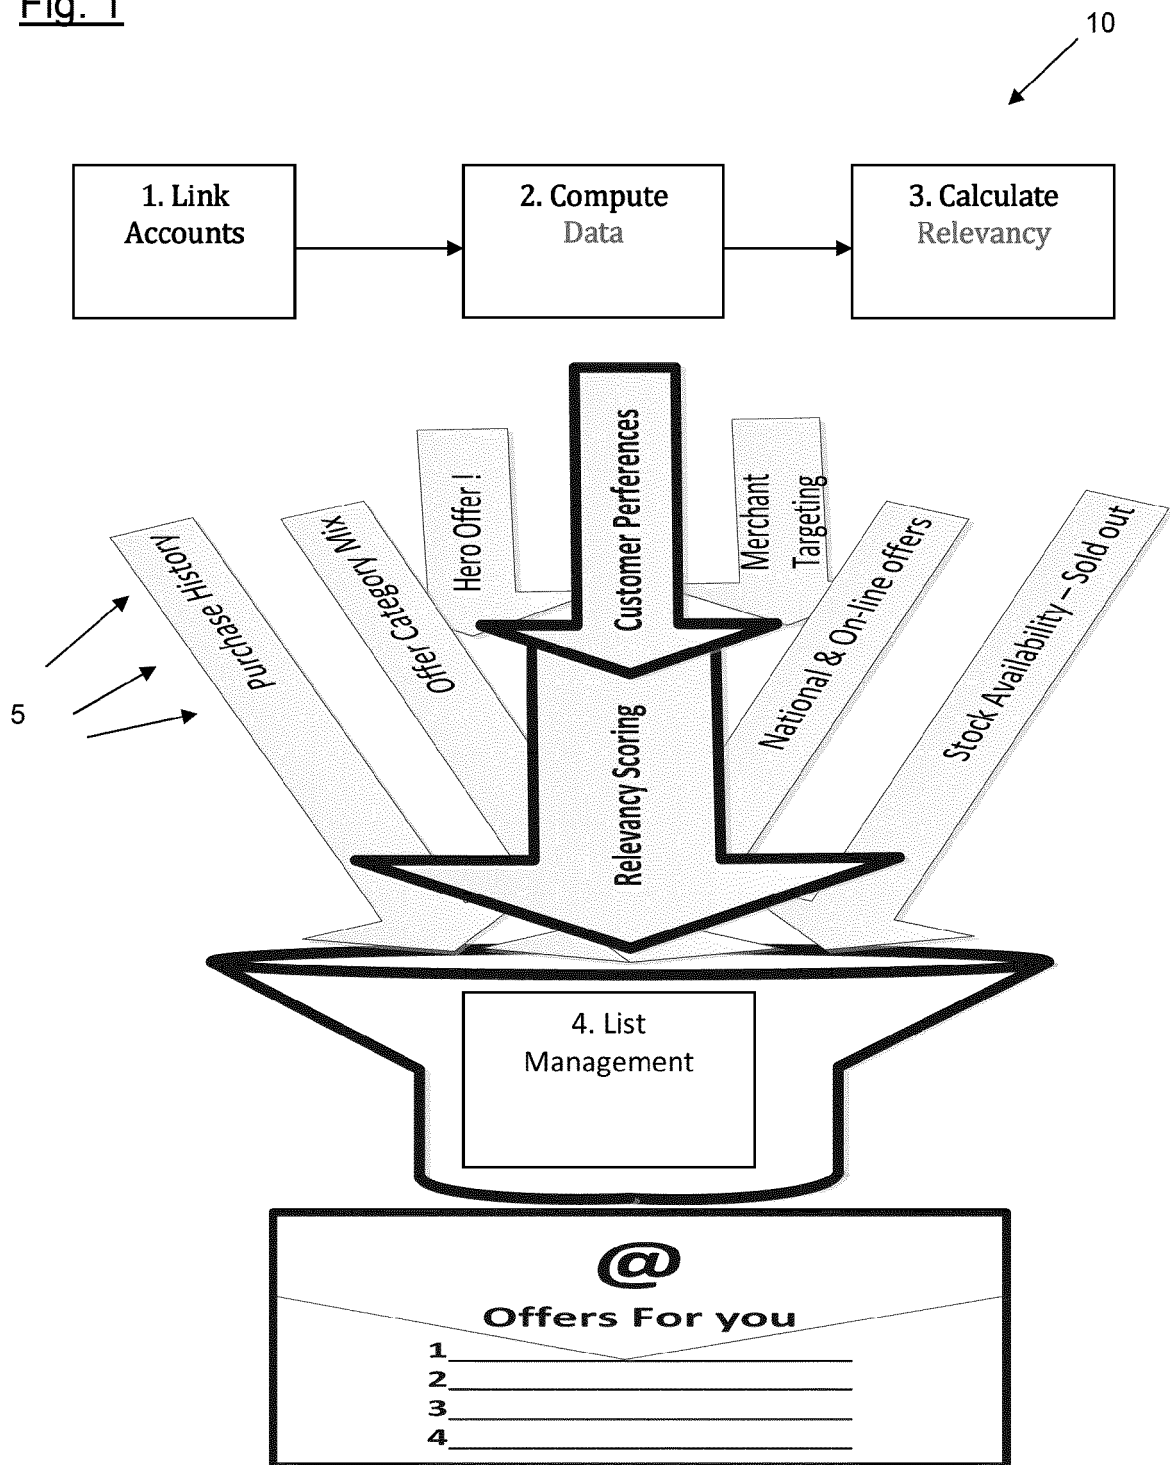 Fig. 1
10
1. Link
Accounts
2. Compute
Data
3. Calculate
Relevancy
Purchase History
Offer Category Mix
Hero Offer !
Customer Perferences
Merchant
Targeting
National & On-line offers
Stock Availability – Sold out
5
Relevancy Scoring
4. List
Management
@
Offers For you
1
2
3
4